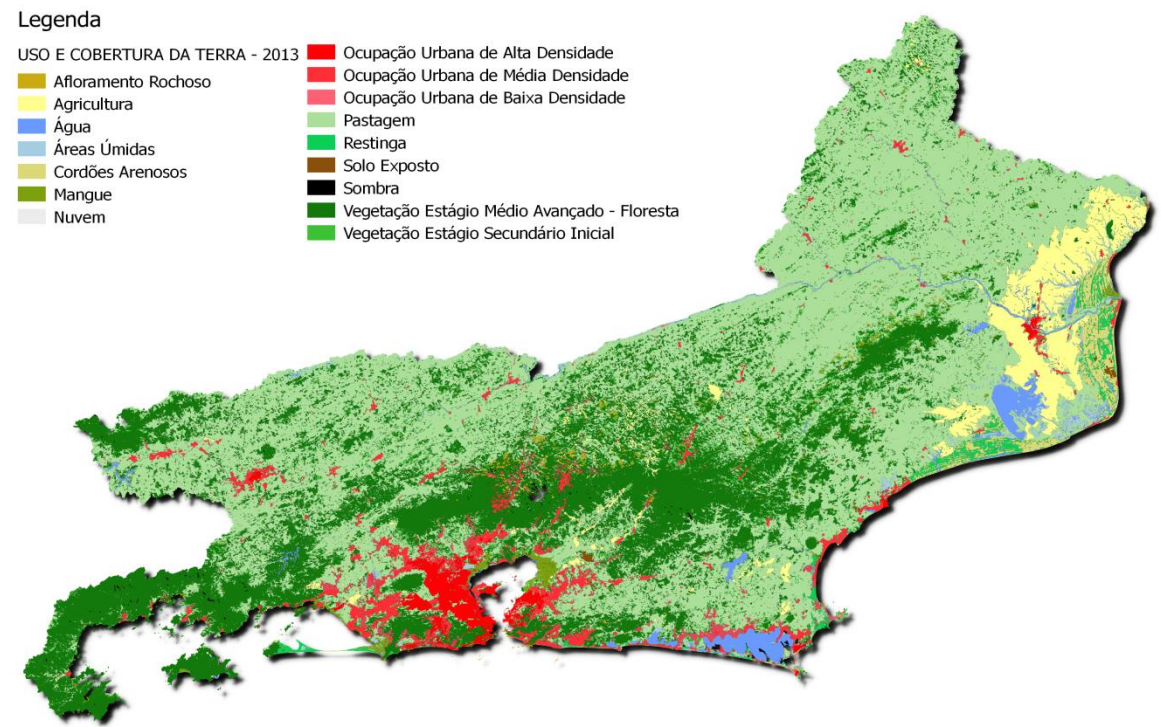 Legenda
USO E COBERTURA DA TERRA - 2013
Afloramento Rochoso
Agricultura
Água
Áreas Úmidas
Cordões Arenosos
Mangue
Nuvem
Ocupação Urbana de Alta Densidade
Ocupação Urbana de Média Densidade
Ocupação Urbana de Baixa Densidade
Pastagem
Restinga
Solo Exposto
Sombra
Vegetação Estágio Médio Avançado - Floresta
Vegetação Estágio Secundário Inicial